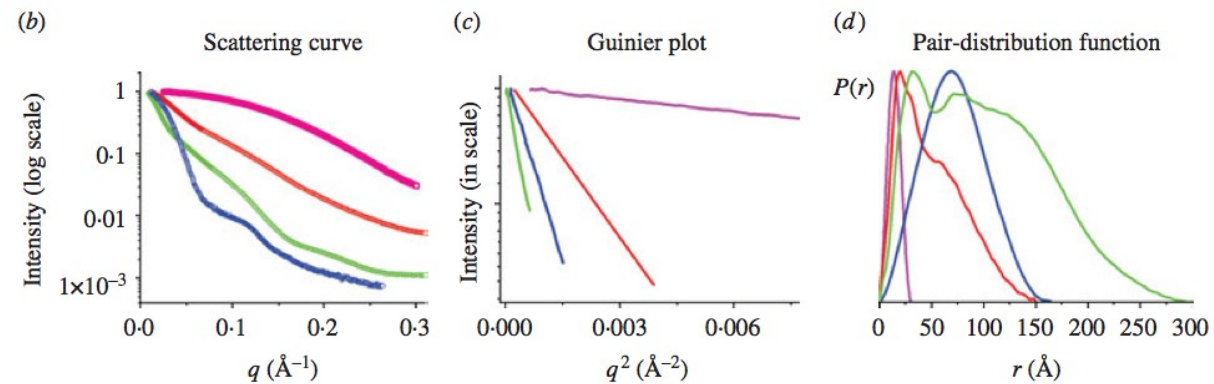 (b)
Scattering curve
Intensity (log scale)
1
0·1
0·01
1×10⁻³
0·0
0·1
0·2
0·3
q (Å⁻¹)
(c)
Guinier plot
Intensity (in scale)
0·000
0·003
0·006
q² (Å⁻²)
(d)
Pair-distribution function
P(r)
0
50
100
150
200
250
300
r (Å)